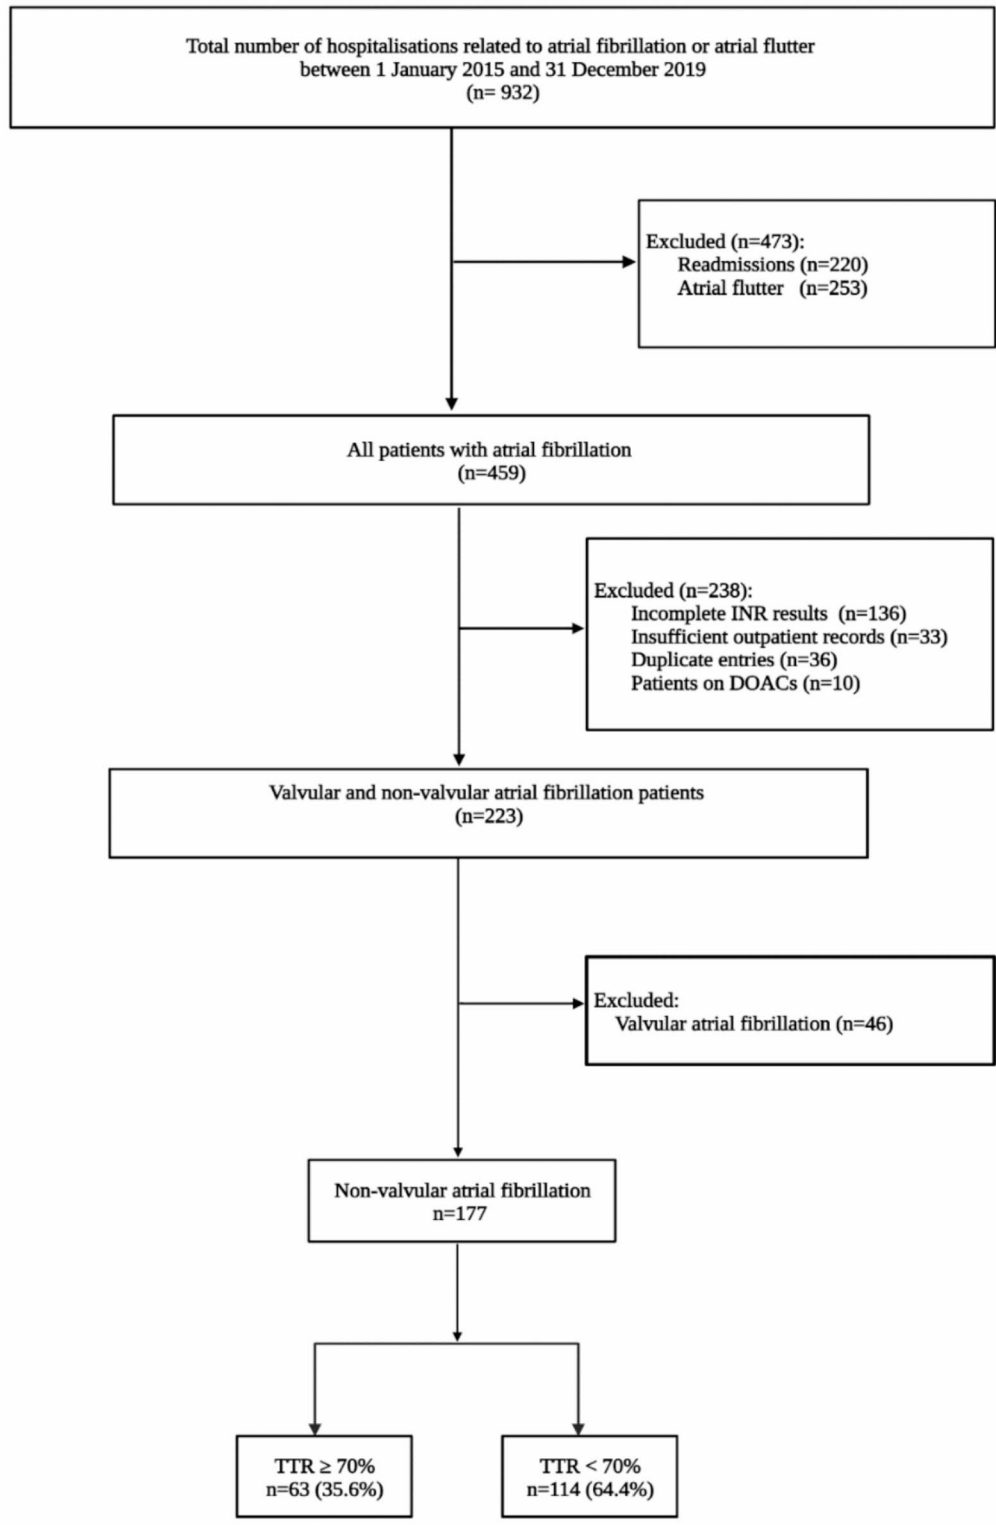 Total number of hospitalisations related to atrial fibrillation or atrial flutter
between 1 January 2015 and 31 December 2019
(n= 932)
Excluded (n=473):
Readmissions (n=220)
Atrial flutter (n=253)
All patients with atrial fibrillation
(n=459)
Excluded (n=238):
Incomplete INR results (n=136)
Insufficient outpatient records (n=33)
Duplicate entries (n=36)
Patients on DOACs (n=10)
Valvular and non-valvular atrial fibrillation patients
(n=223)
Excluded:
Valvular atrial fibrillation (n=46)
Non-valvular atrial fibrillation
n=177
TTR ≥ 70%
n=63 (35.6%)
TTR < 70%
n=114 (64.4%)